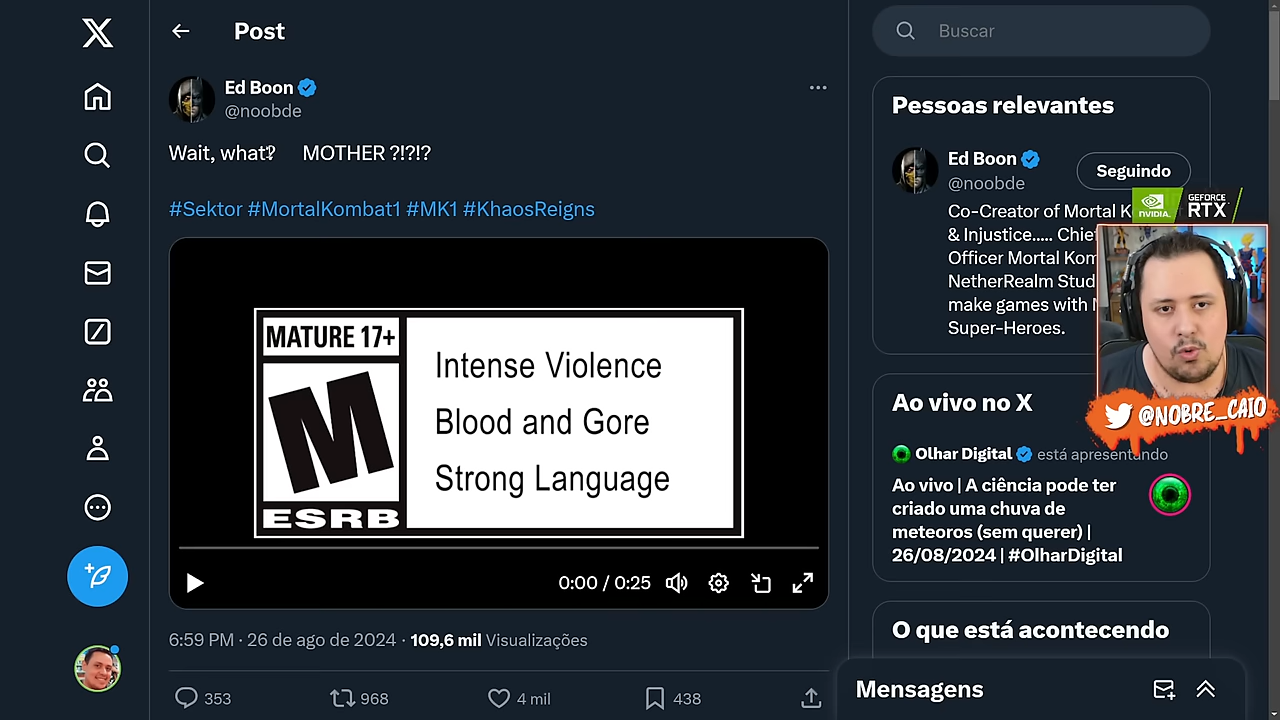 Post
Buscar
Ed Boon
@noobde
Wait, what? MOTHER ?!?!?
#Sektor #MortalKombat1 #MK1 #KhaosReigns
MATURE 17+
M
ESRB
Intense Violence
Blood and Gore
Strong Language
0:00 / 0:25
6:59 PM · 26 de ago de 2024 · 109,6 mil Visualizações
353
968
4 mil
438
Pessoas relevantes
Ed Boon
@noobde
Seguindo
Co-Creator of Mortal
& Injustice.....
Officer Mortal
NetherRealm
make games with
Super-Heroes.
NVIDIA.
GEFORCE
RTX
@NOBRE_CAIO
Ao vivo no X
Olhar Digital está apresentando
Ao vivo | A ciência pode ter
criado uma chuva de
meteoros (sem querer) |
26/08/2024 | #OlharDigital
O que está acontecendo
Mensagens